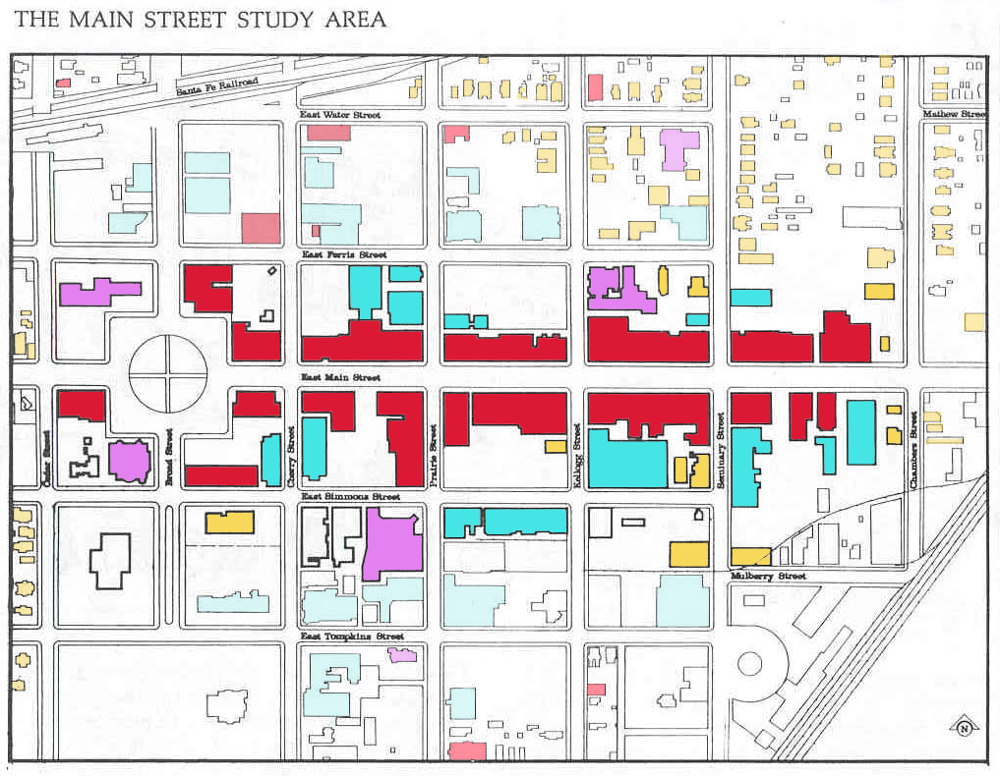 THE MAIN STREET STUDY AREA
Santa Fe Railroad
East Water Street
Mathew Street
East Ferris Street
East Main Street
Cedar Street
Broad Street
Cherry Street
Prairie Street
Kellogg Street
Seminary Street
Chambers Street
East Simmons Street
Mulberry Street
East Tompkins Street
N